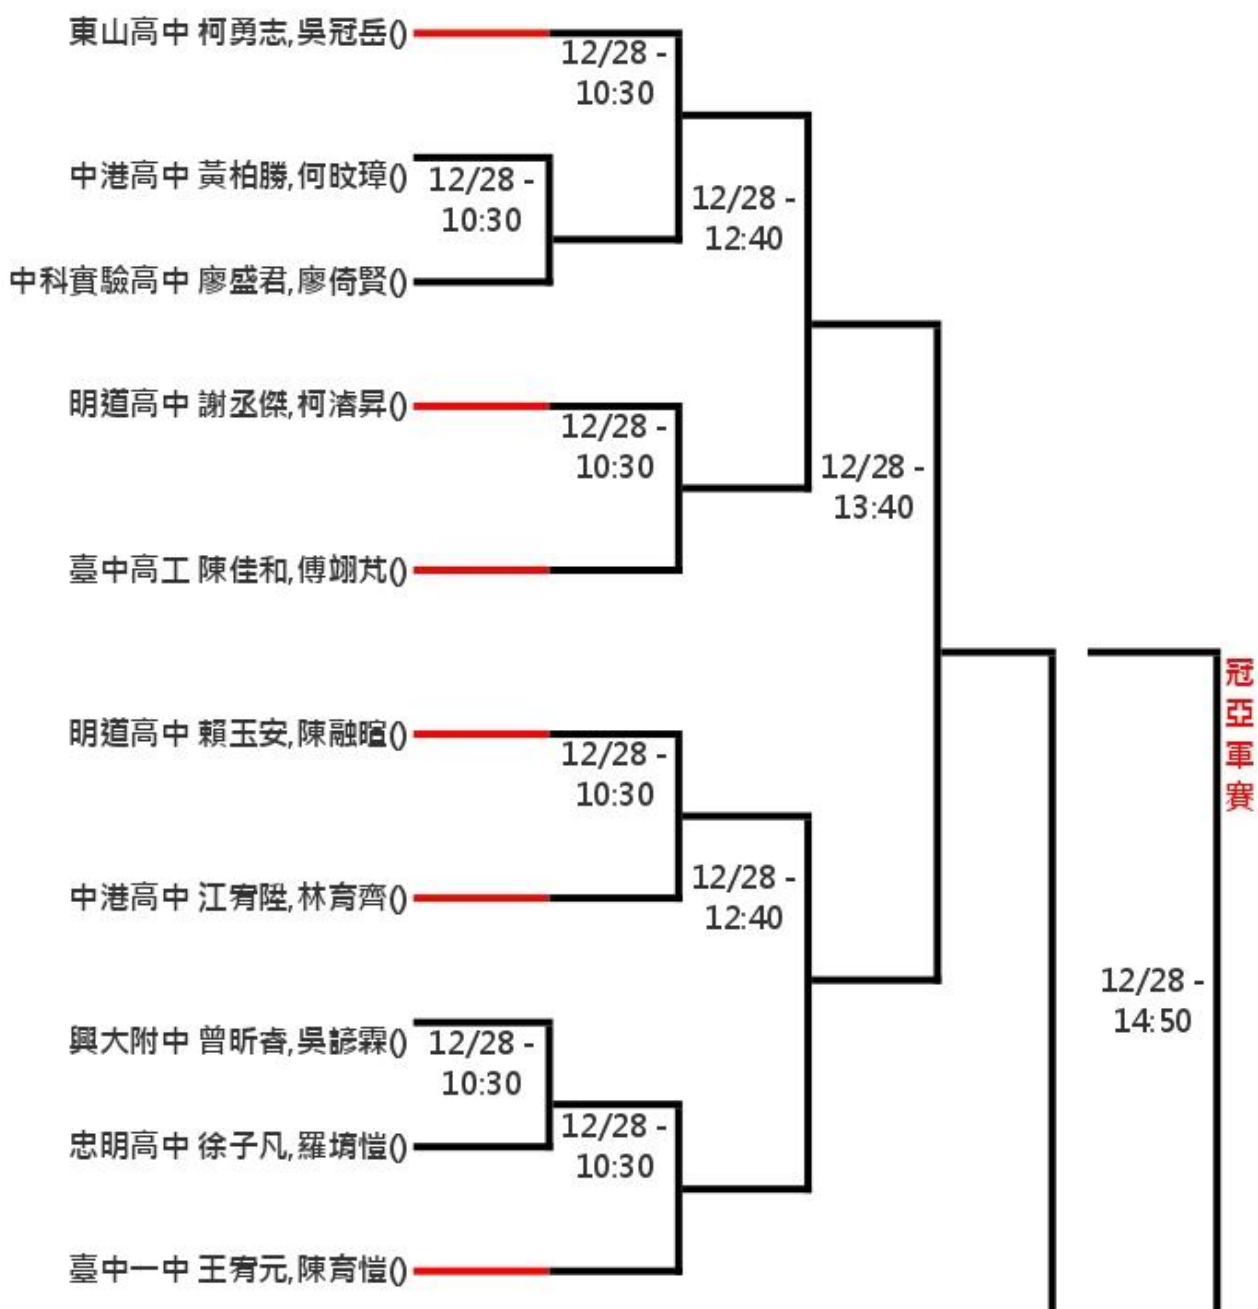 東山高中 柯勇志,吳冠岳()
12/28 -
10:30
中港高中 黃柏勝,何旼璋()
12/28 -
10:30
12/28 -
12:40
中科實驗高中 廖盛君,廖倚賢()
明道高中 謝丞傑,柯濬昇()
12/28 -
10:30
12/28 -
13:40
臺中高工 陳佳和,傅翊芃()
冠亞軍賽
明道高中 賴玉安,陳融暄()
12/28 -
10:30
中港高中 江宥陞,林育齊()
12/28 -
12:40
12/28 -
14:50
興大附中 曾昕睿,吳諺霖()
12/28 -
10:30
忠明高中 徐子凡,羅堉愷()
12/28 -
10:30
臺中一中 王宥元,陳育愷()